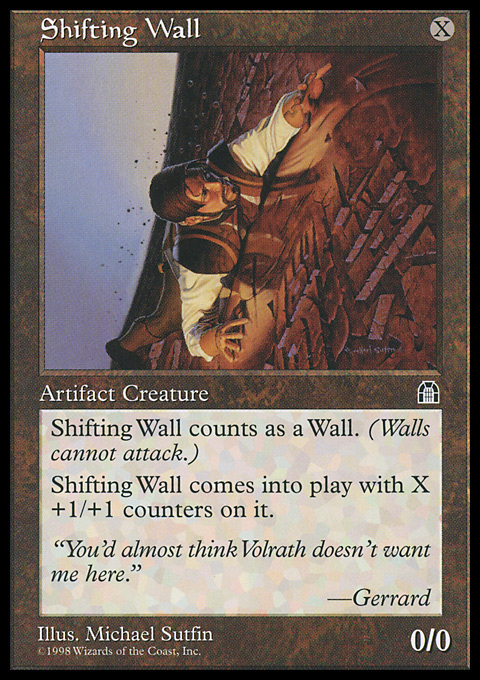 Shifting Wall X
Artifact Creature
Shifting Wall counts as a Wall. (Walls
cannot attack.)
Shifting Wall comes into play with X
+1/+1 counters on it.
“You’d almost think Volrath doesn’t want
me here.”
—Gerrard
Illus. Michael Sutfin
©1998 Wizards of the Coast, Inc.
0/0